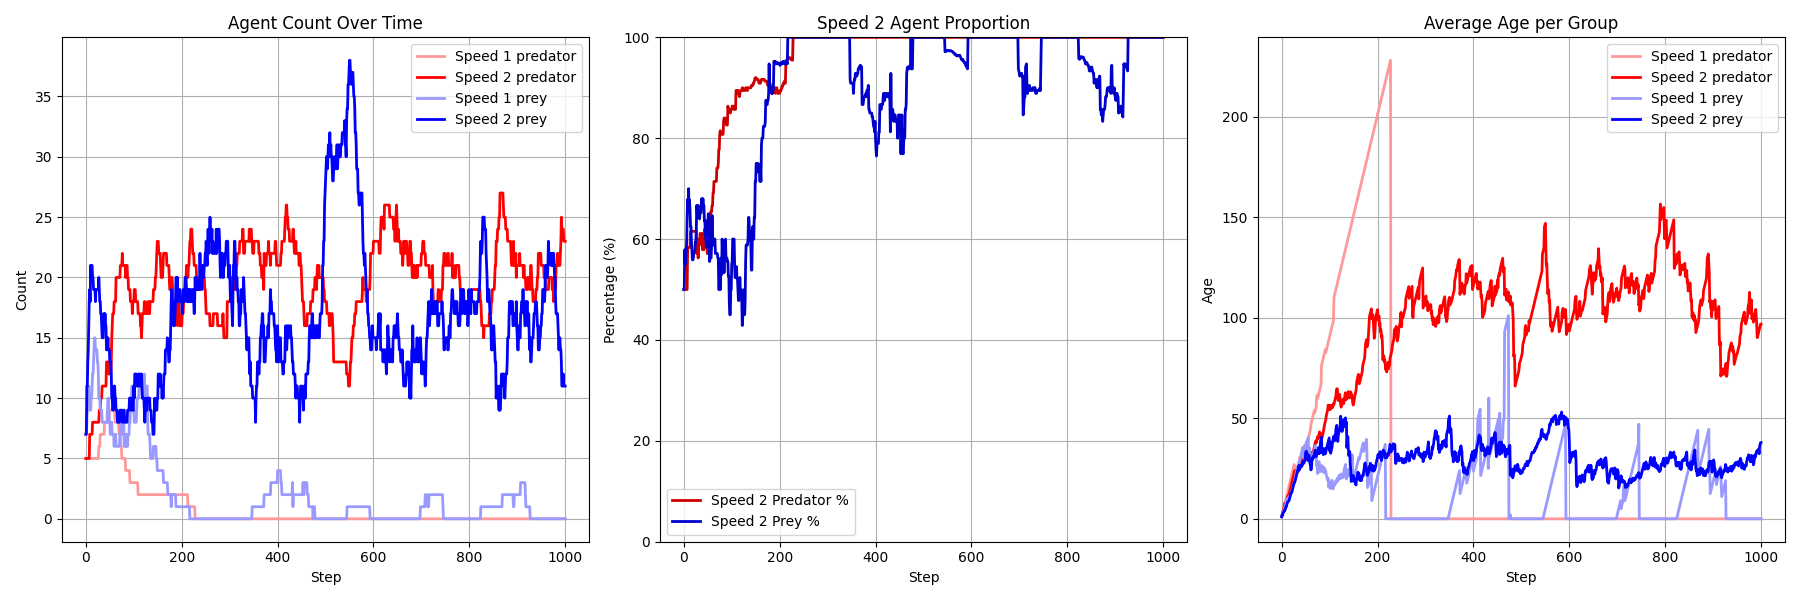 Agent Count Over Time
Speed 1 predator
Speed 2 predator
Speed 1 prey
Speed 2 prey
Count
35
30
25
20
15
10
5
0
0 200 400 600 800 1000
Step
Speed 2 Agent Proportion
Percentage (%)
100
80
60
40
20
0
Speed 2 Predator %
Speed 2 Prey %
0 200 400 600 800 1000
Step
Average Age per Group
Speed 1 predator
Speed 2 predator
Speed 1 prey
Speed 2 prey
Age
200
150
100
50
0
0 200 400 600 800 1000
Step